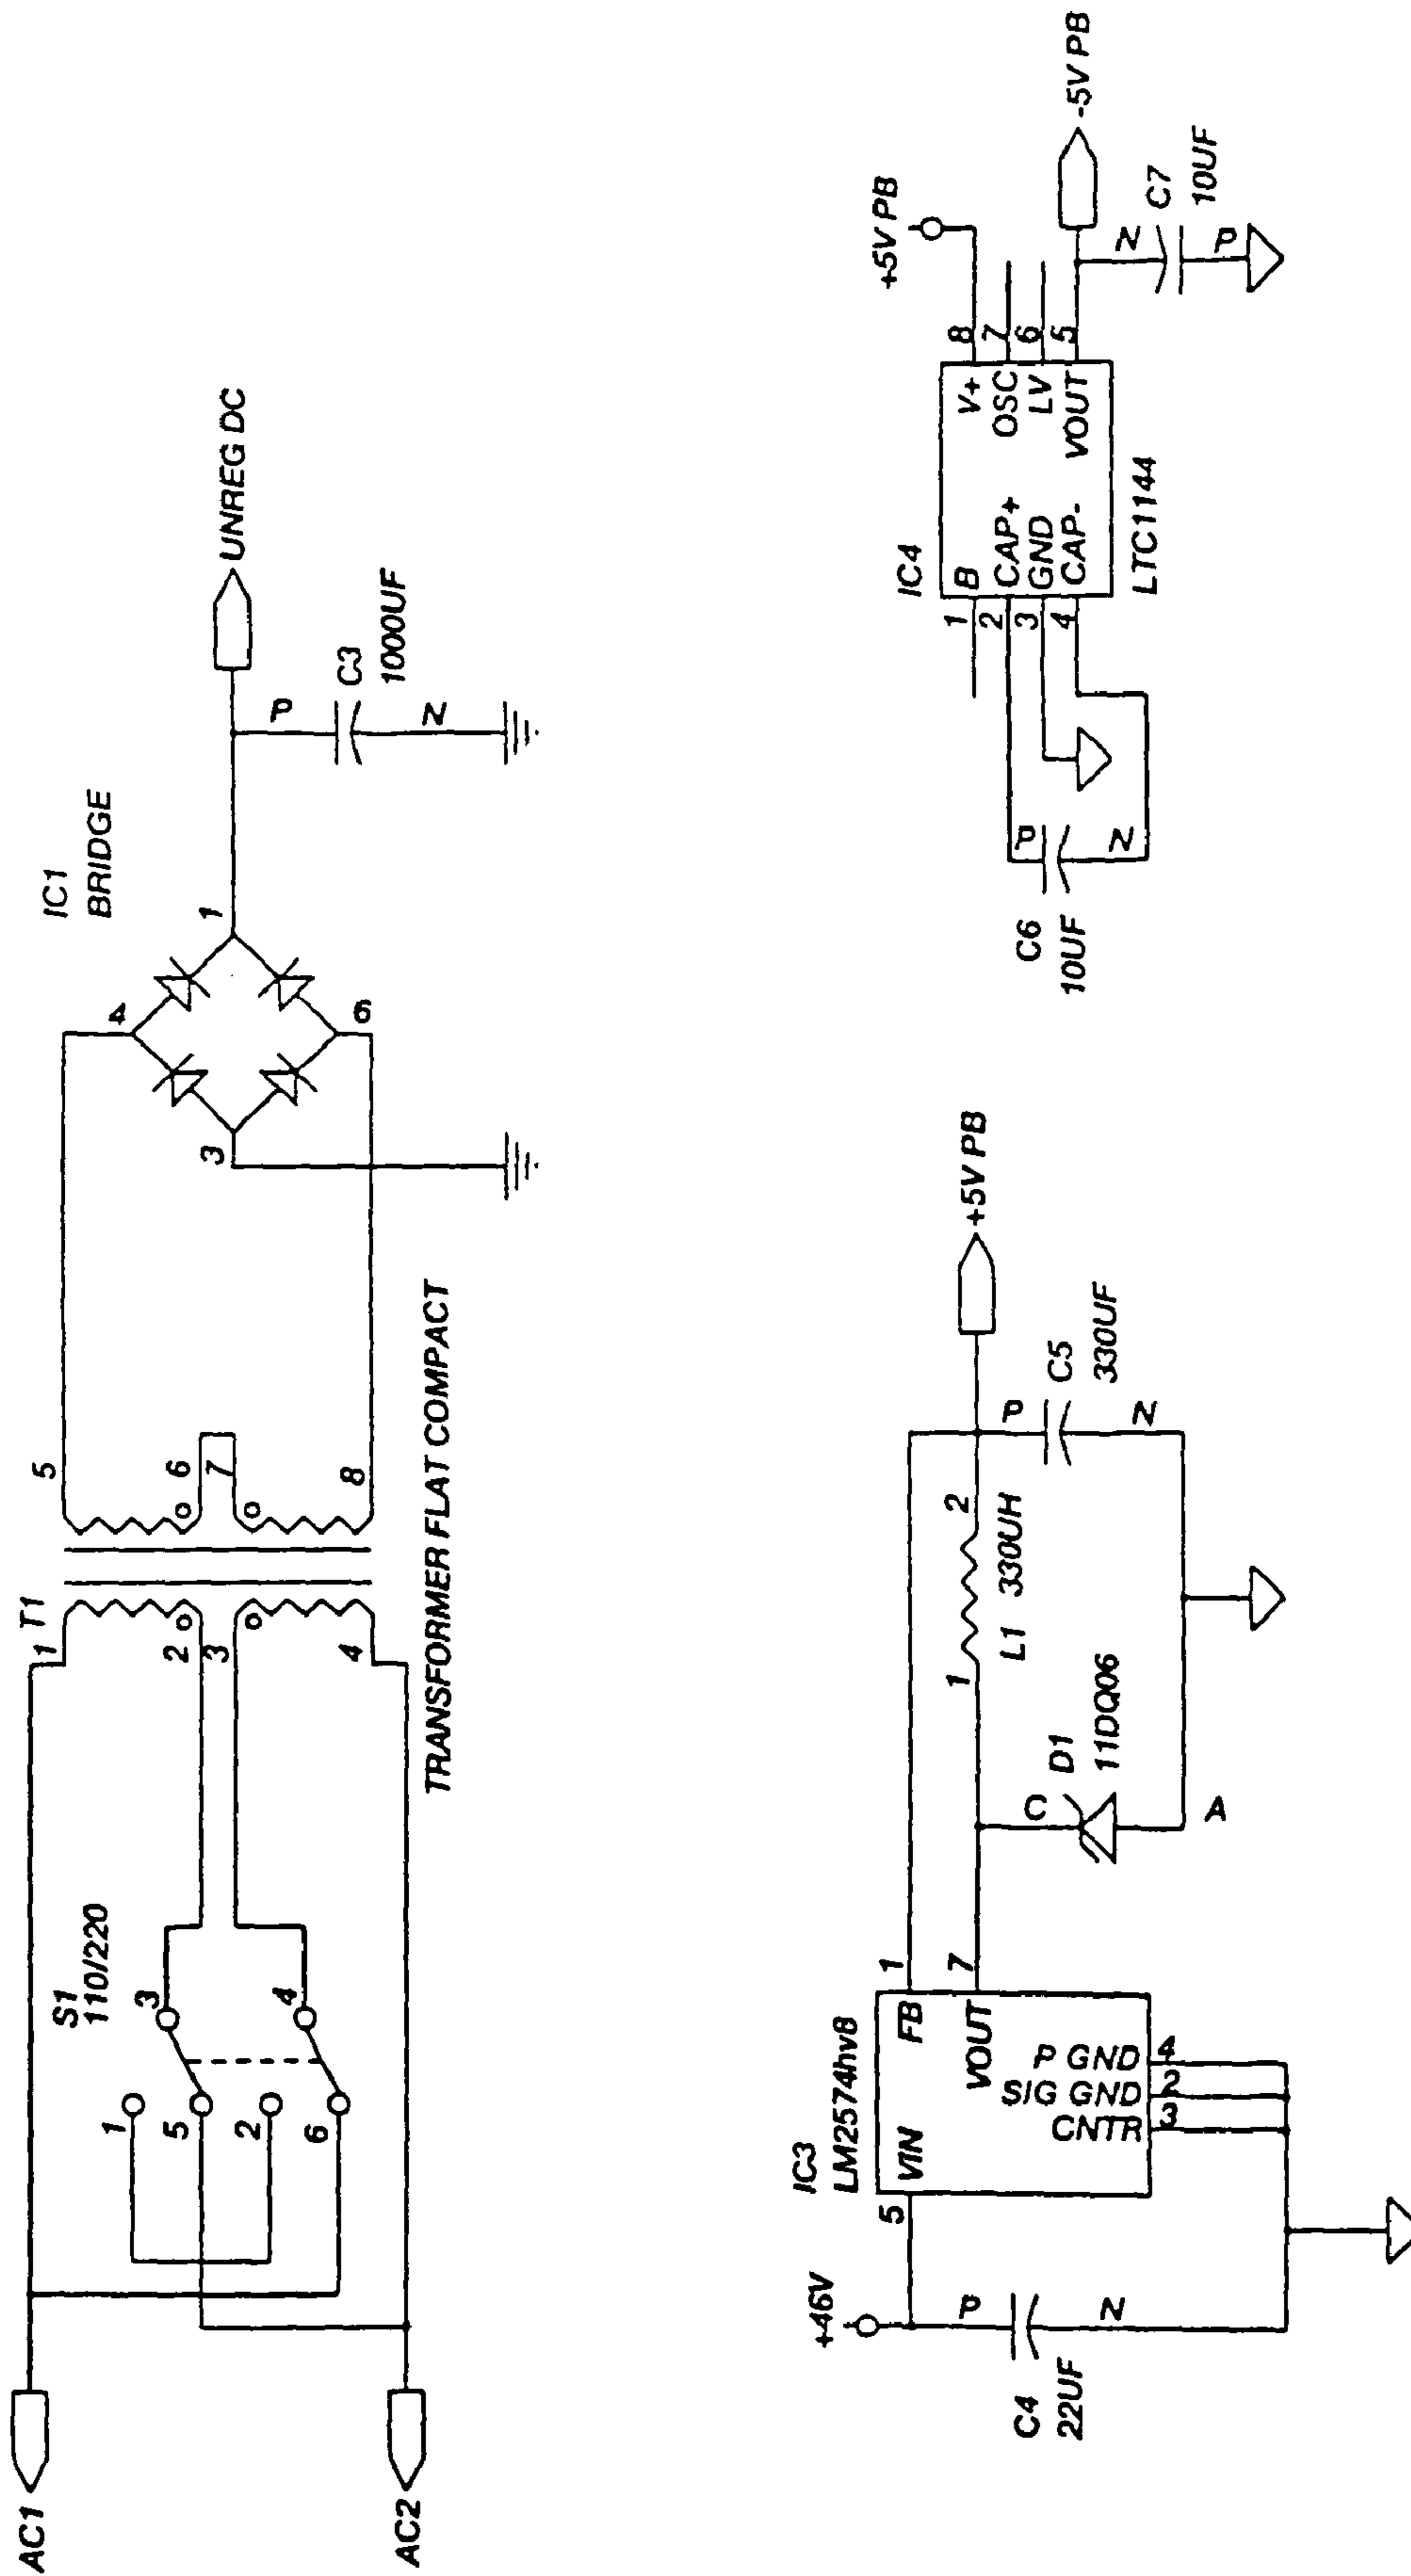 AC1
AC2
S1
110/220
1
5
2
6
3
4
T1
1
2
3
4
5
6
7
8
TRANSFORMER FLAT COMPACT
IC1
BRIDGE
4
1
3
6
UNREG DC
P
C3
1000UF
N
+46V
P
C4
22UF
N
IC3
LM2574hv8
5
VIN
FB
1
VOUT
7
P GND
4
SIG GND
2
CNTR
3
C
D1
11DQ06
A
1
2
L1 330UH
P
C5
330UF
N
+5V PB
C6
10UF
P
N
IC4
1
B
2
CAP+
3
GND
4
CAP-
V+
8
OSC
7
LV
6
VOUT
5
LTC1144
+5V PB
-5V PB
N
C7
10UF
P